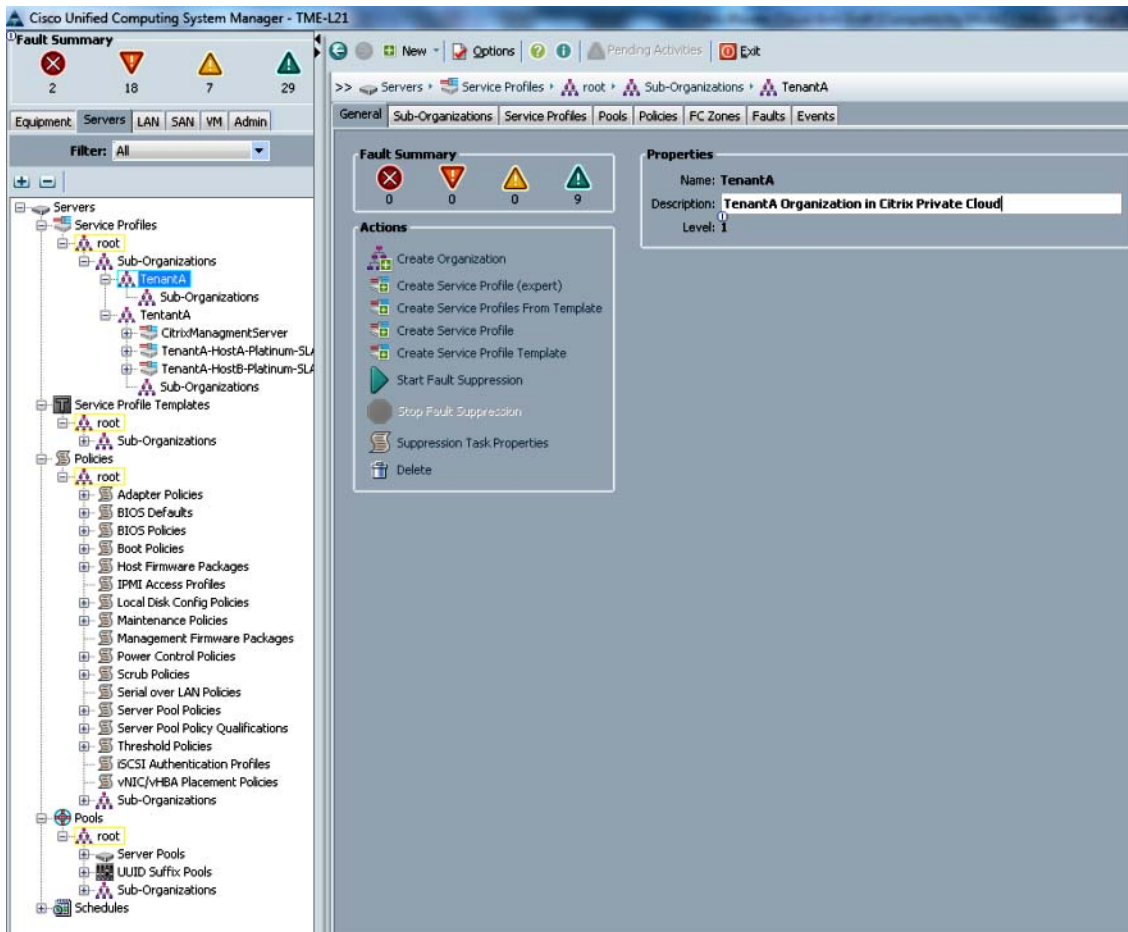 Cisco Unified Computing System Manager - TME-L21
Fault Summary
2 18 7 29
New Options Pending Activities Exit
>> Servers Service Profiles root Sub-Organizations TenantA
Equipment Servers LAN SAN VM Admin
Filter: All
General Sub-Organizations Service Profiles Pools Policies FC Zones Faults Events
Servers
Service Profiles
root
Sub-Organizations
TenantA
Sub-Organizations
TentantA
CitrixManagmentServer
TenantA-HostA-Platinum-SLA
TenantA-HostB-Platinum-SLA
Sub-Organizations
Service Profile Templates
root
Sub-Organizations
Policies
root
Adapter Policies
BIOS Defaults
BIOS Policies
Boot Policies
Host Firmware Packages
IPMI Access Profiles
Local Disk Config Policies
Maintenance Policies
Management Firmware Packages
Power Control Policies
Scrub Policies
Serial over LAN Policies
Server Pool Policies
Server Pool Policy Qualifications
Threshold Policies
iSCSI Authentication Profiles
vNIC/vHBA Placement Policies
Sub-Organizations
Pools
root
Server Pools
UUID Suffix Pools
Sub-Organizations
Schedules
Fault Summary
0 0 0 9
Actions
Create Organization
Create Service Profile (expert)
Create Service Profiles From Template
Create Service Profile
Create Service Profile Template
Start Fault Suppression
Stop Fault Suppression
Suppression Task Properties
Delete
Properties
Name: TenantA
Description: TenantA Organization in Citrix Private Cloud
Level: 1